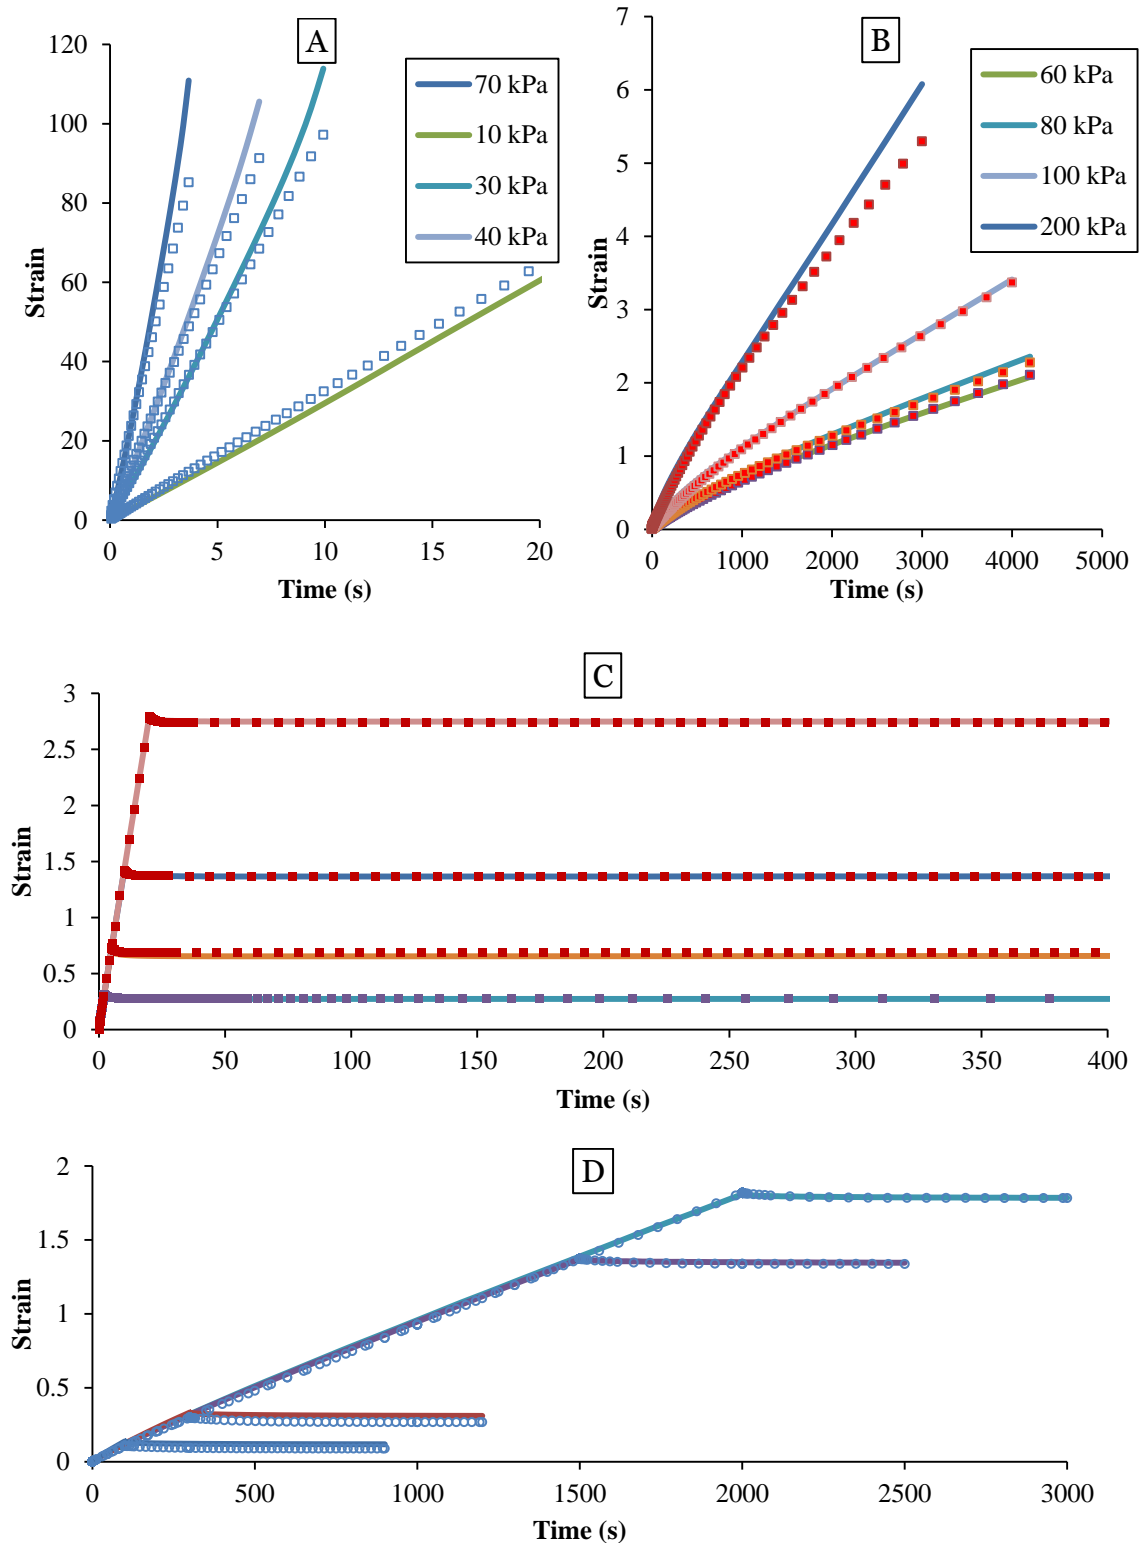 A
120
100
80
60
40
20
0
Strain
0 5 10 15 20
Time (s)
70 kPa
10 kPa
30 kPa
40 kPa
B
7
6
5
4
3
2
1
0
Strain
0 1000 2000 3000 4000 5000
Time (s)
60 kPa
80 kPa
100 kPa
200 kPa
C
3
2.5
2
1.5
1
0.5
0
Strain
0 50 100 150 200 250 300 350 400
Time (s)
D
2
1.5
1
0.5
0
Strain
0 500 1000 1500 2000 2500 3000
Time (s)